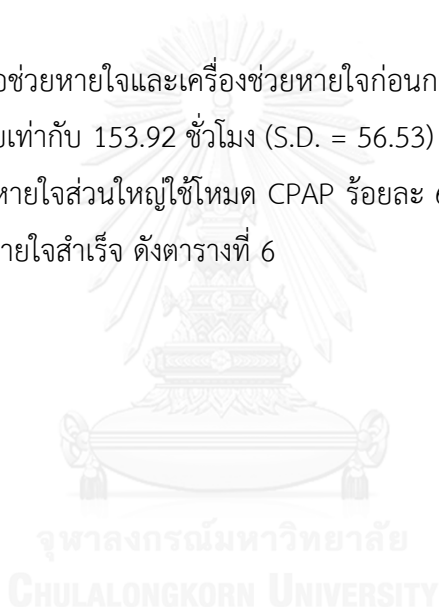 อช่วยหายใจและเครื่องช่วยหายใจก่อนก
ยเท่ากับ 153.92 ชั่วโมง (S.D. = 56.53)
หายใจส่วนใหญ่ใช้โหมด CPAP ร้อยละ 6
ายใจสำเร็จ ดังตารางที่ 6
จุฬาลงกรณ์มหาวิทยาลัย
CHULALONGKORN UNIVERSITY